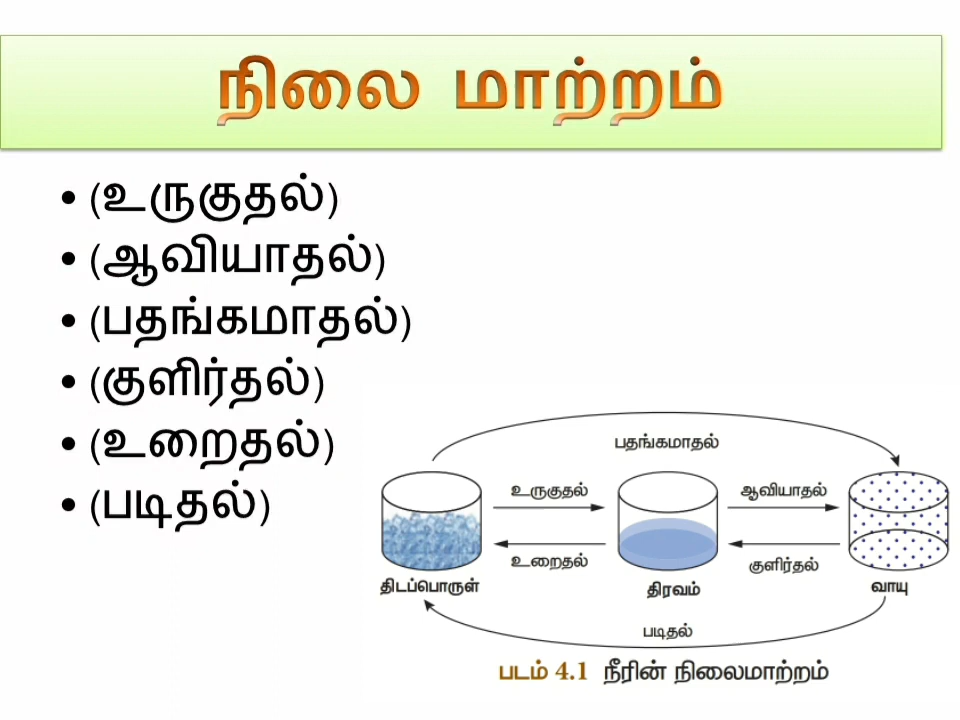 நிலை மாற்றம்
• (உருகுதல்)
• (ஆவியாதல்)
• (பதங்கமாதல்)
• (குளிர்தல்)
• (உறைதல்)
• (படிதல்)
பதங்கமாதல்
உருகுதல்
ஆவியாதல்
உறைதல்
குளிர்தல்
திடப்பொருள்
திரவம்
வாயு
படிதல்
படம் 4.1 நீரின் நிலைமாற்றம்